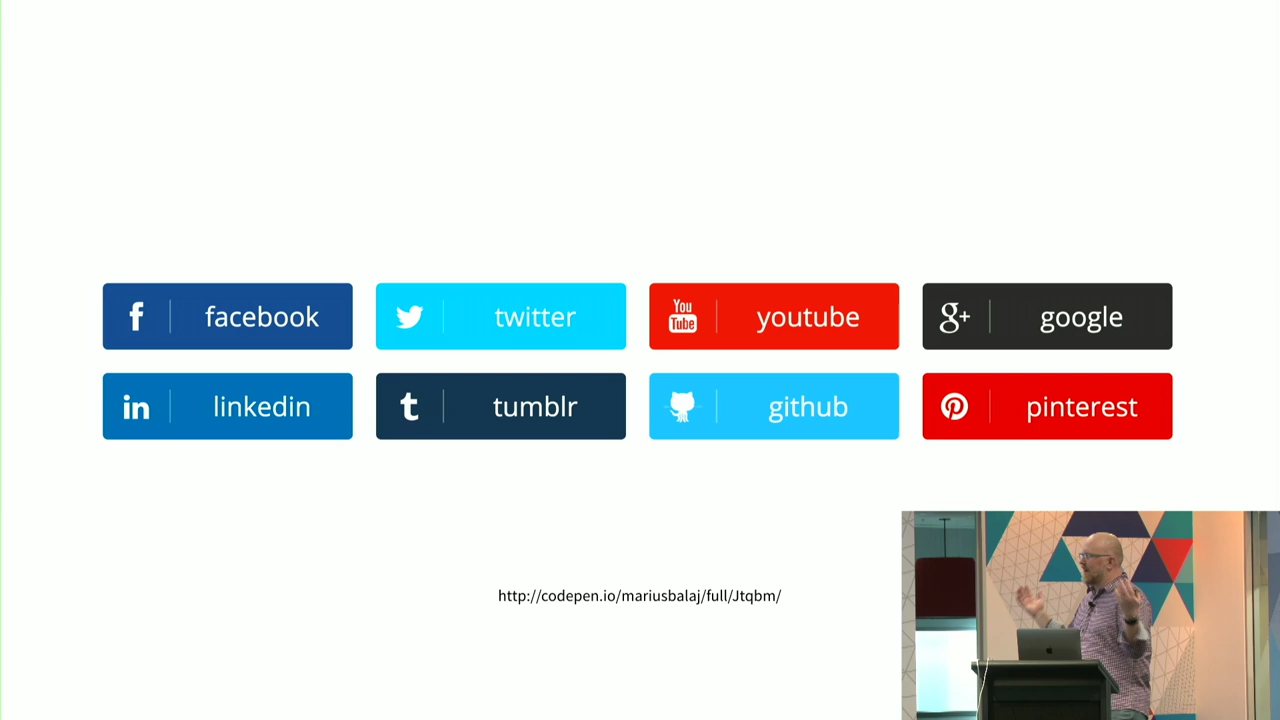 facebook
twitter
You
Tube
youtube
g+
google
in
linkedin
t
tumblr
github
pinterest
http://codepen.io/mariusbalaj/full/Jtqbm/